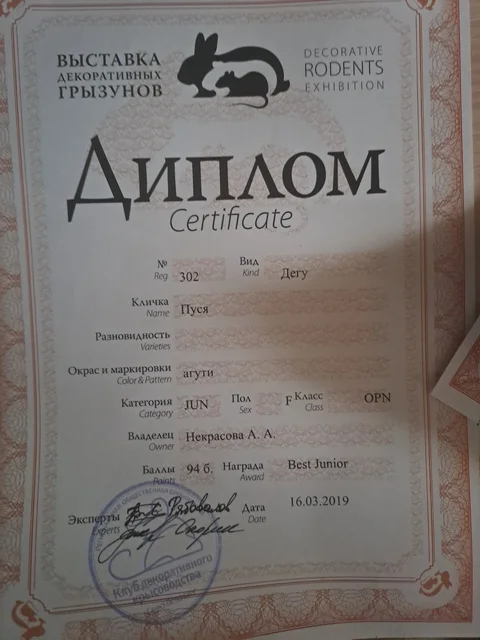 ВЫСТАВКА
ДЕКОРАТИВНЫХ
ГРЫЗУНОВ
DECORATIVE
RODENTS
EXHIBITION
ДИПЛОМ
Certificate
№ 302 Вид Дегу
Reg Kind
Кличка Пуся
Name
Разновидность
Varieties
Окрас и маркировки агути
Color & Pattern
Категория JUN Пол F Класс OPN
Category Sex Class
Владелец Некрасова А. А.
Owner
Баллы 94 б. Награда Best Junior
Points Award
Эксперты Дата 16.03.2019
Experts Date
Клуб декоративного
крысоводства